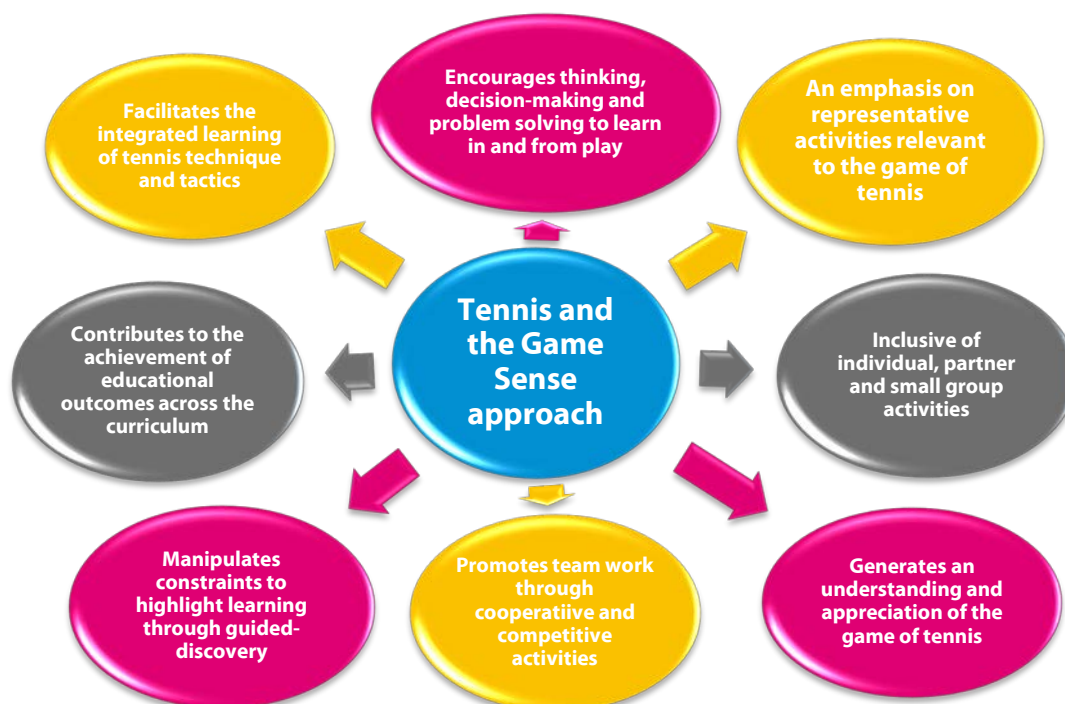 Encourages thinking,
decision-making and
problem solving to learn
in and from play
Facilitates the
integrated learning
of tennis technique
and tactics
An emphasis on
representative
activities relevant
to the game of
tennis
Tennis and
the Game
Sense
approach
Contributes to the
achievement of
educational
outcomes across the
curriculum
Inclusive of
individual, partner
and small group
activities
Manipulates
constraints to
highlight learning
through guided-
discovery
Promotes team work
through
cooperatiive and
competitive
activities
Generates an
understanding and
appreciation of the
game of tennis